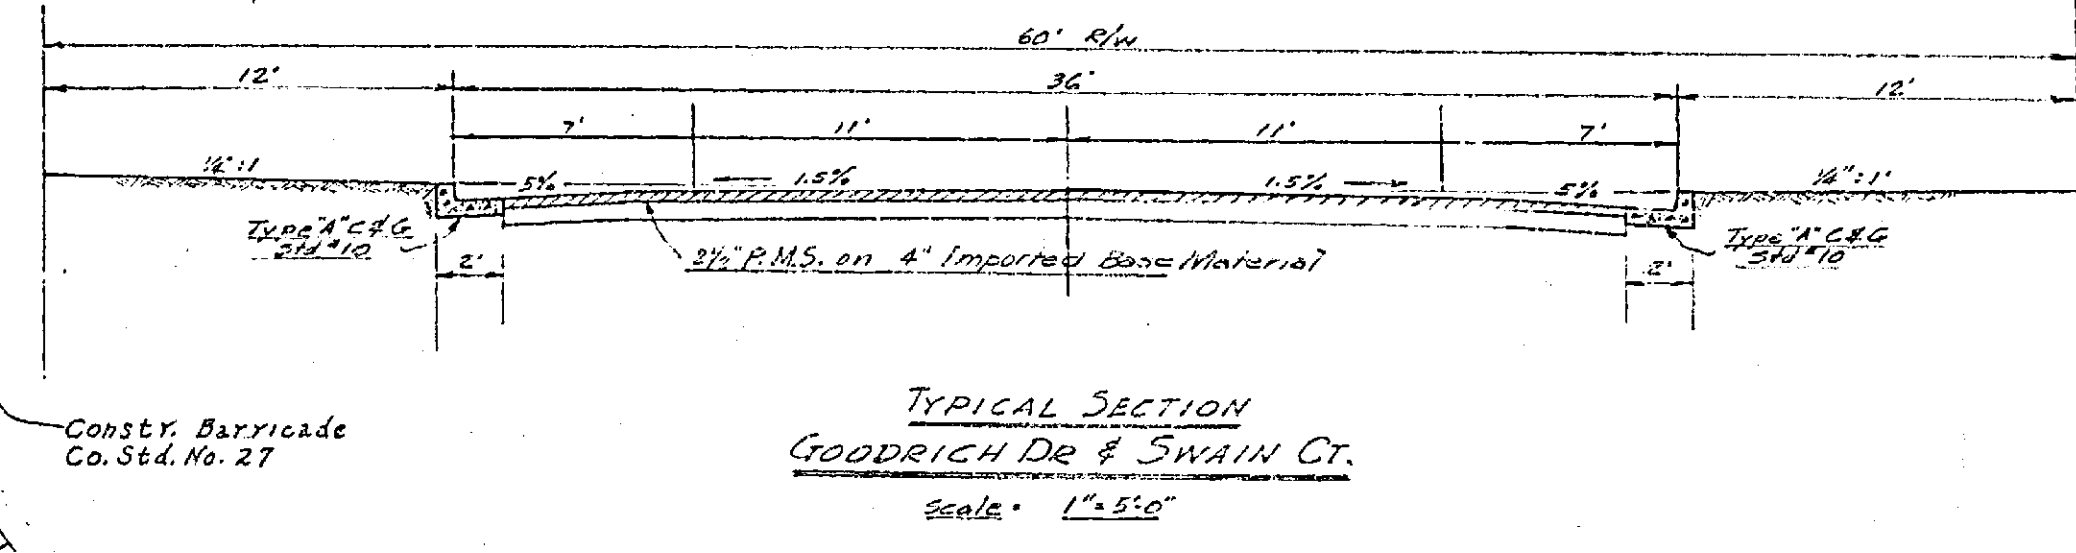 60' R/W
12'
36'
12'
7'
11'
11'
7'
1/4":1'
5%
1.5%
1.5%
5%
1/4":1'
Type "A" C & G
Std #10
2'
2 1/2" P.M.S. on 4" Imported Base Material
Type "A" C & G
Std #10
2'
Constr. Barricade
Co. Std. No. 27
TYPICAL SECTION
GOODRICH DR & SWAIN CT.
Scale. 1"=5'-0"